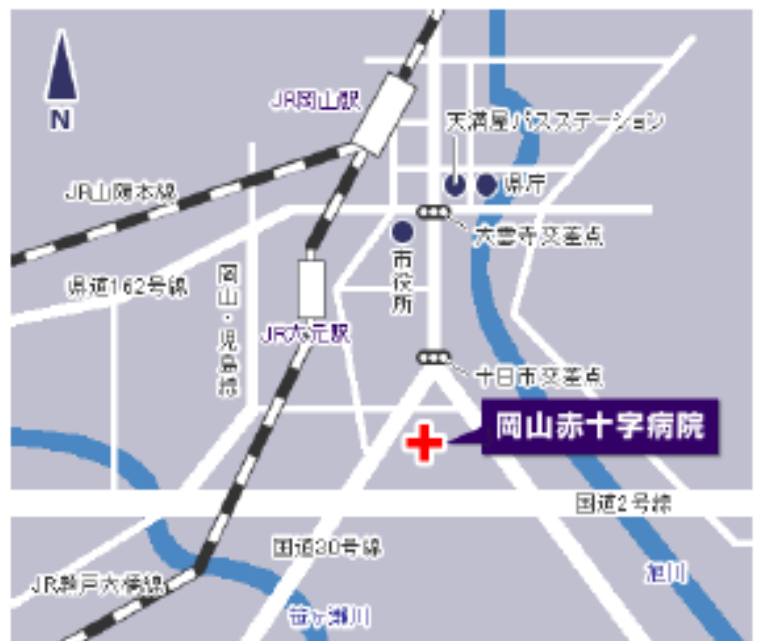 N
JR岡山駅
天満屋バスステーション
JR山陽本線
県庁
大雲寺交差点
市役所
県道162号線
岡山・児島線
JR大元駅
十日市交差点
岡山赤十字病院
国道2号線
国道30号線
JR瀬戸大橋線
旭川
笹ヶ瀬川